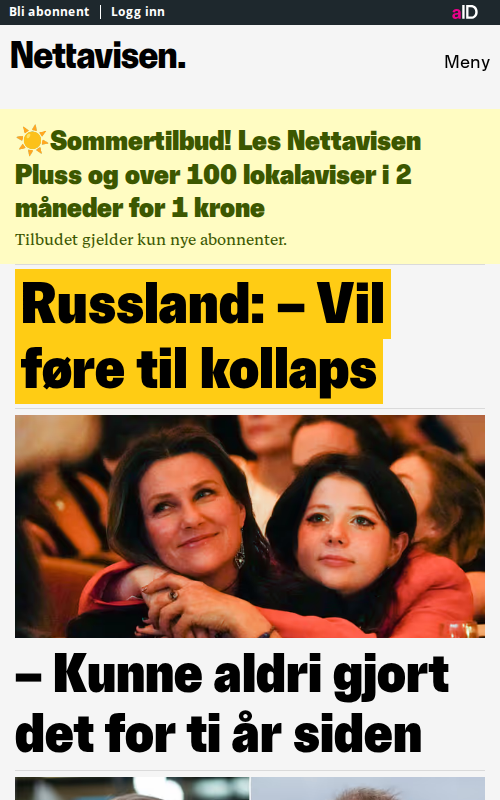 Bli abonnent | Logg inn
aID
Nettavisen.
Meny
☀️Sommertilbud! Les Nettavisen
Pluss og over 100 lokalaviser i 2
måneder for 1 krone
Tilbudet gjelder kun nye abonnenter.
Russland: – Vil
føre til kollaps
– Kunne aldri gjort
det for ti år siden